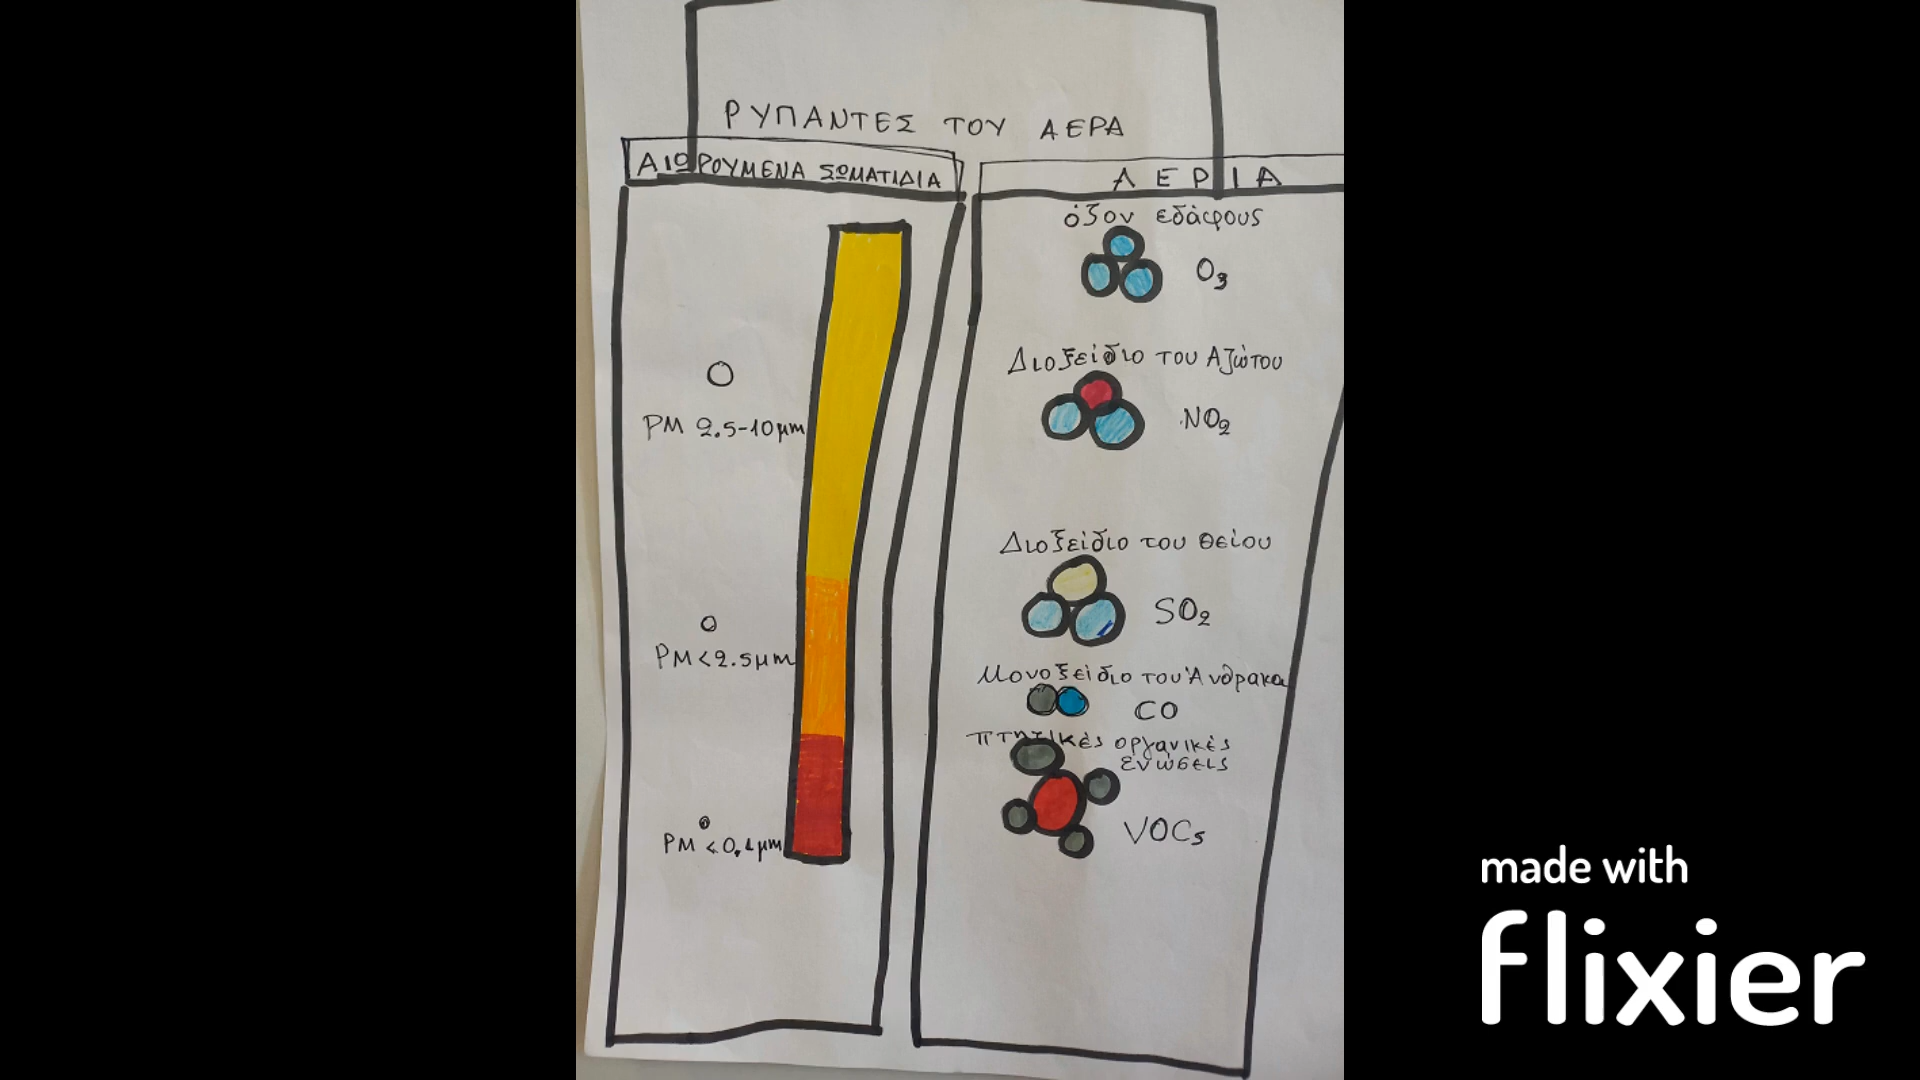 ΡΥΠΑΝΤΕΣ ΤΟΥ ΑΕΡΑ
ΑΙΩΡΟΥΜΕΝΑ ΣΩΜΑΤΙΔΙΑ
PM 2.5-10μm
PM<2.5μm
PM <0,1μm
ΑΕΡΙΑ
όζον εδάφους
O3
Διοξείδιο του Αζώτου
NO2
Διοξείδιο του θείου
SO2
Μονοξείδιο του Άνθρακα
CO
πτητικές οργανικές
ενώσεις
VOCs
made with
flixier